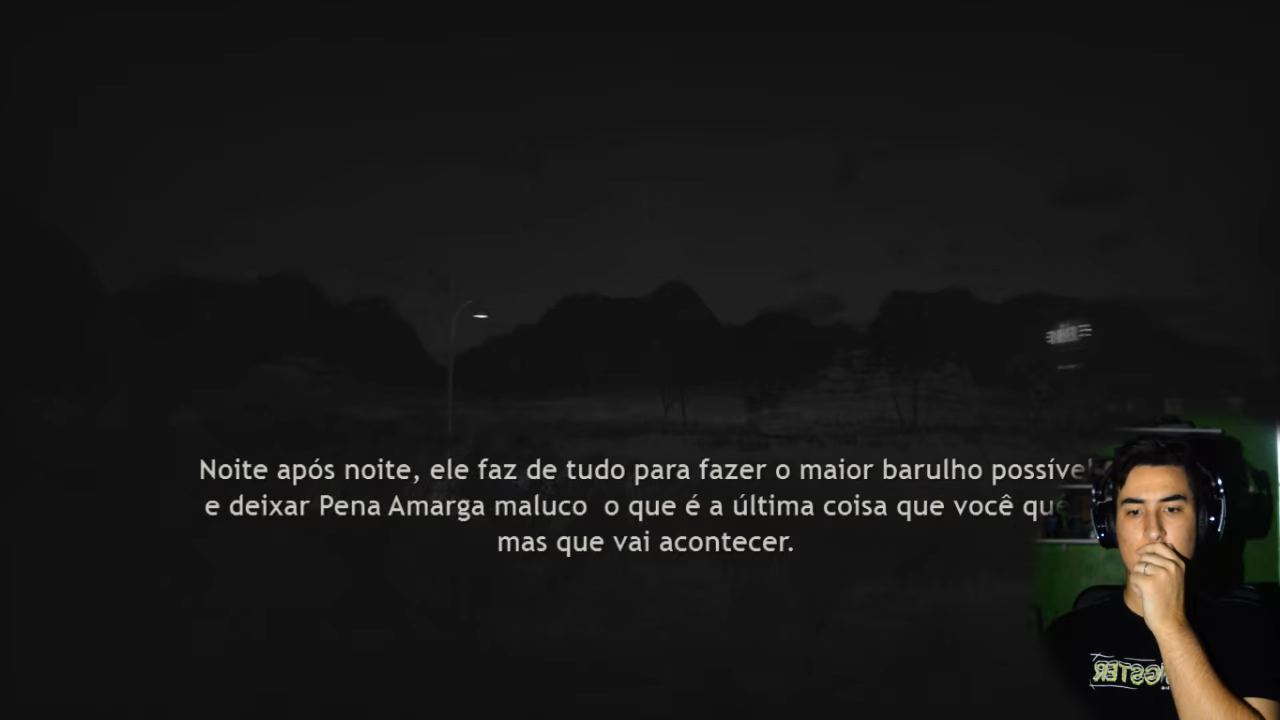 Noite após noite, ele faz de tudo para fazer o maior barulho possível
e deixar Pena Amarga maluco o que é a última coisa que você
mas que vai acontecer.